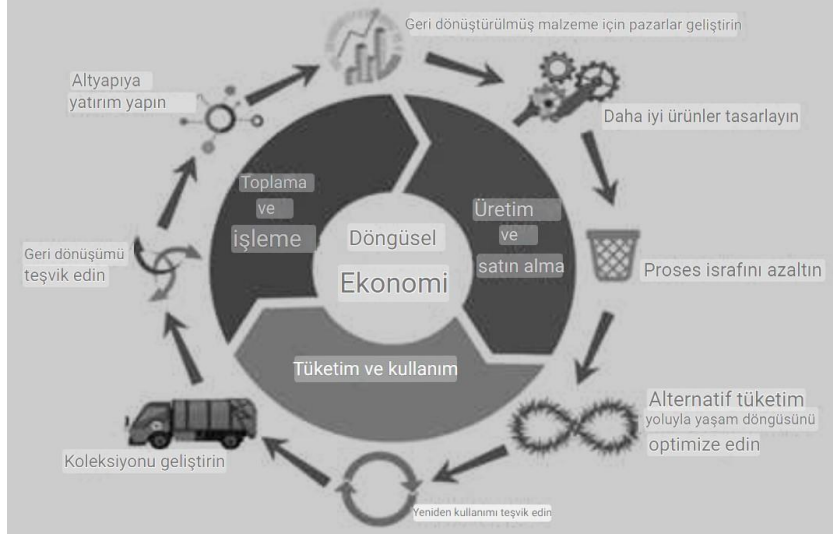 Geri dönüştürülmüş malzeme için pazarlar geliştirin
Altyapıya
yatırım yapın
Daha iyi ürünler tasarlayın
Toplama
ve
işleme
Üretim
ve
satın alma
Döngüsel
Ekonomi
Geri dönüşümü
teşvik edin
Proses israfını azaltın
Tüketim ve kullanım
Alternatif tüketim
yoluyla yaşam döngüsünü
optimize edin
Koleksiyonu geliştirin
Yeniden kullanımı teşvik edin